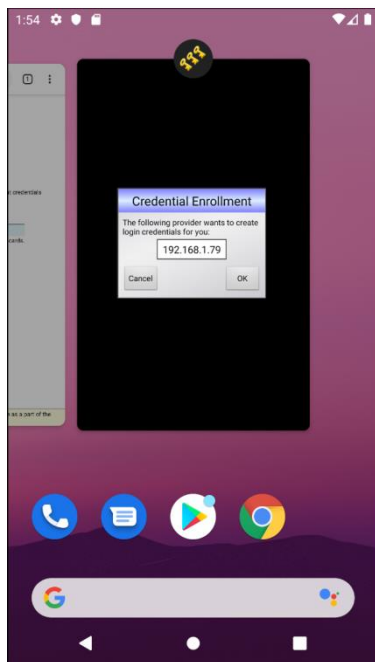 1:54
1
credentials
cards.
as a part of the
Credential Enrollment
The following provider wants to create
login credentials for you:
192.168.1.79
Cancel
OK